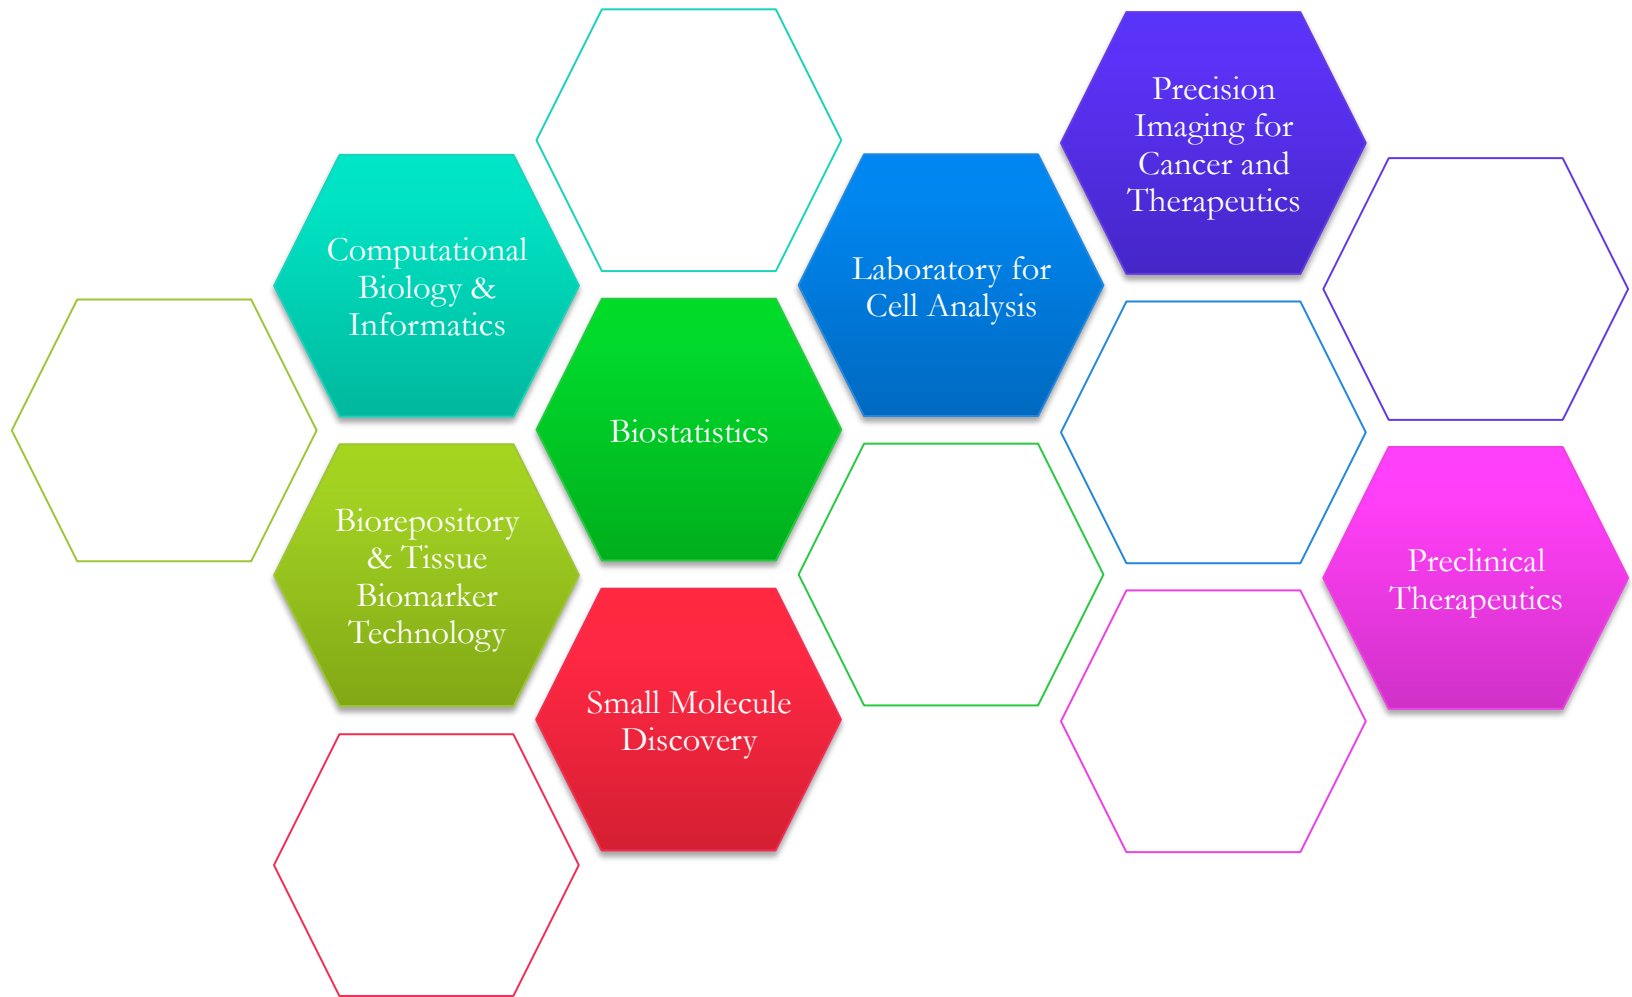 Precision
Imaging for
Cancer and
Therapeutics
Computational
Biology &
Informatics
Laboratory for
Cell Analysis
Biostatistics
Biorepository
& Tissue
Biomarker
Technology
Preclinical
Therapeutics
Small Molecule
Discovery